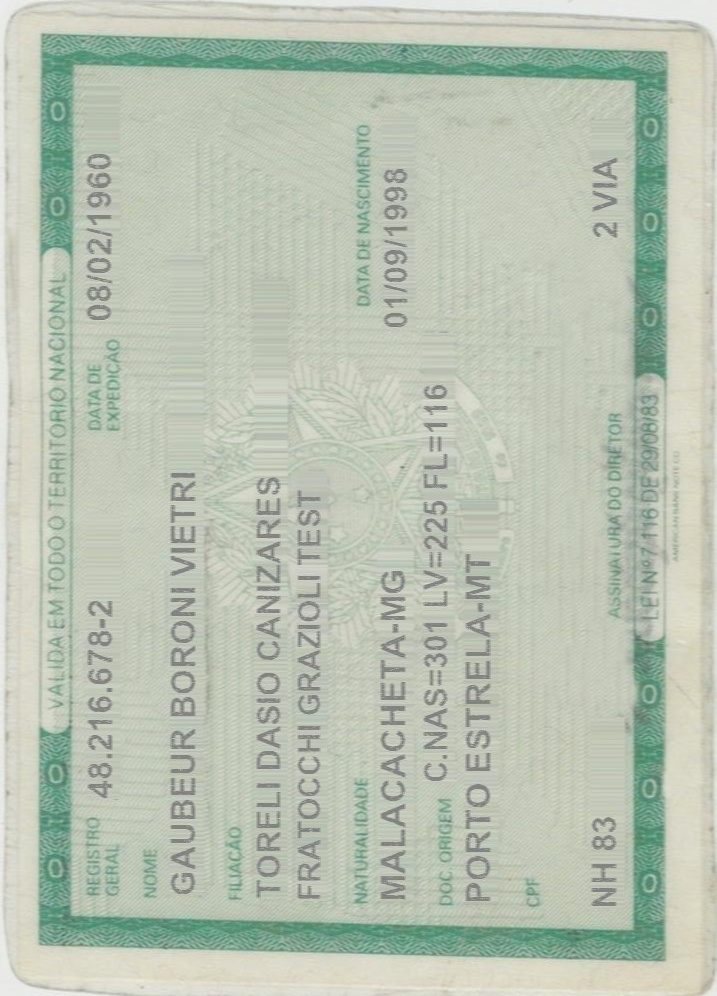 VÁLIDA EM TODO O TERRITÓRIO NACIONAL
REGISTRO GERAL 48.216.678-2 DATA DE EXPEDIÇÃO 08/02/1960
NOME
GAUBEUR BORONI VIETRI
FILIAÇÃO
TORELI DASIO CANIZARES
FRATOCCHI GRAZIOLI TEST
NATURALIDADE DATA DE NASCIMENTO
MALACACHETA-MG 01/09/1998
DOC. ORIGEM C.NAS=301 LV=225 FL=116
PORTO ESTRELA-MT
CPF
NH 83 2 VIA
ASSINATURA DO DIRETOR
LEI Nº 7.116 DE 29/08/83
AMERICAN BANK NOTE CO